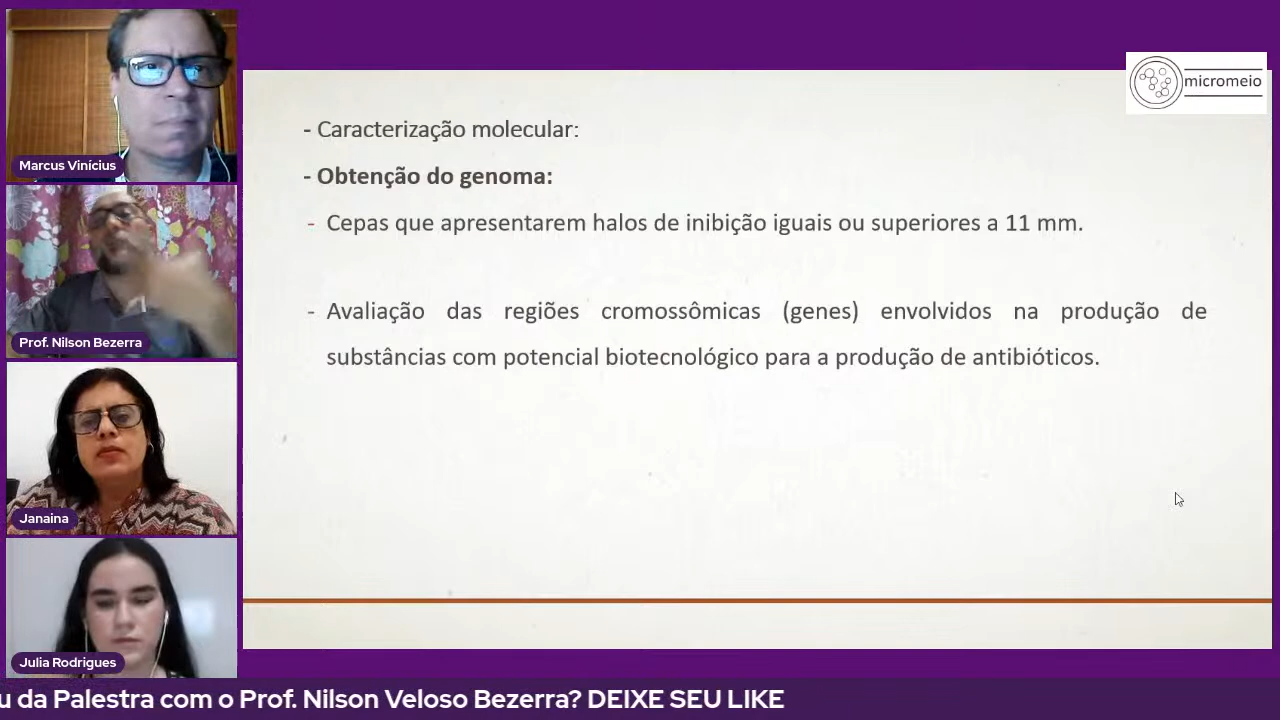 Marcus Vinícius
Prof. Nilson Bezerra
Janaina
Julia Rodrigues
micromeio
- Caracterização molecular:
- Obtenção do genoma:
- Cepas que apresentarem halos de inibição iguais ou superiores a 11 mm.
- Avaliação das regiões cromossômicas (genes) envolvidos na produção de
substâncias com potencial biotecnológico para a produção de antibióticos.
u da Palestra com o Prof. Nilson Veloso Bezerra? DEIXE SEU LIKE